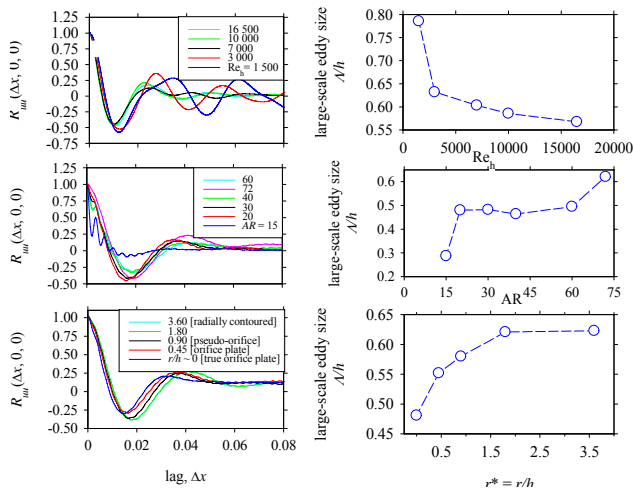 1.25
1.00
0.75
0.50
0.25
0
-0.25
-0.50
-0.75
R_uu (Δx, 0, 0)
16 500
10 000
7 000
3 000
Re_h = 1 500
0.80
0.75
0.70
0.65
0.60
0.55
large-scale eddy size
Λ/h
0 5000 10000 15000 20000
Re_h
1.25
1.00
0.75
0.50
0.25
0
-0.25
-0.50
R_uu (Δx, 0, 0)
60
72
40
30
20
AR = 15
0.6
0.5
0.4
0.3
0.2
large-scale eddy size
Λ/h
0 15 30 45 60 75
AR
1.00
0.75
0.50
0.25
0
-0.25
-0.50
R_uu (Δx, 0, 0)
3.60 [radially contoured]
1.80
0.90 [pseudo-orifice]
0.45 [orifice plate]
r/h ~ 0 [true orifice plate]
0 0.02 0.04 0.06 0.08
lag, Δx
0.65
0.60
0.55
0.50
0.45
large-scale eddy size
Λ/h
0.5 1.5 2.6 3.6
r* = r/h